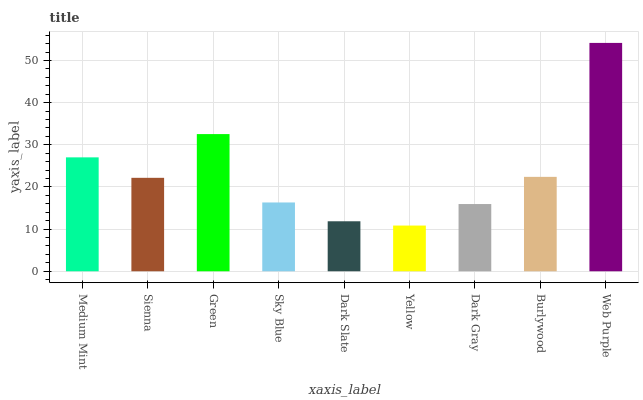 title
yaxis_label
50
40
30
20
10
0
Medium Mint
Sienna
Green
Sky Blue
Dark Slate
Yellow
Dark Gray
Burlywood
Web Purple
xaxis_label